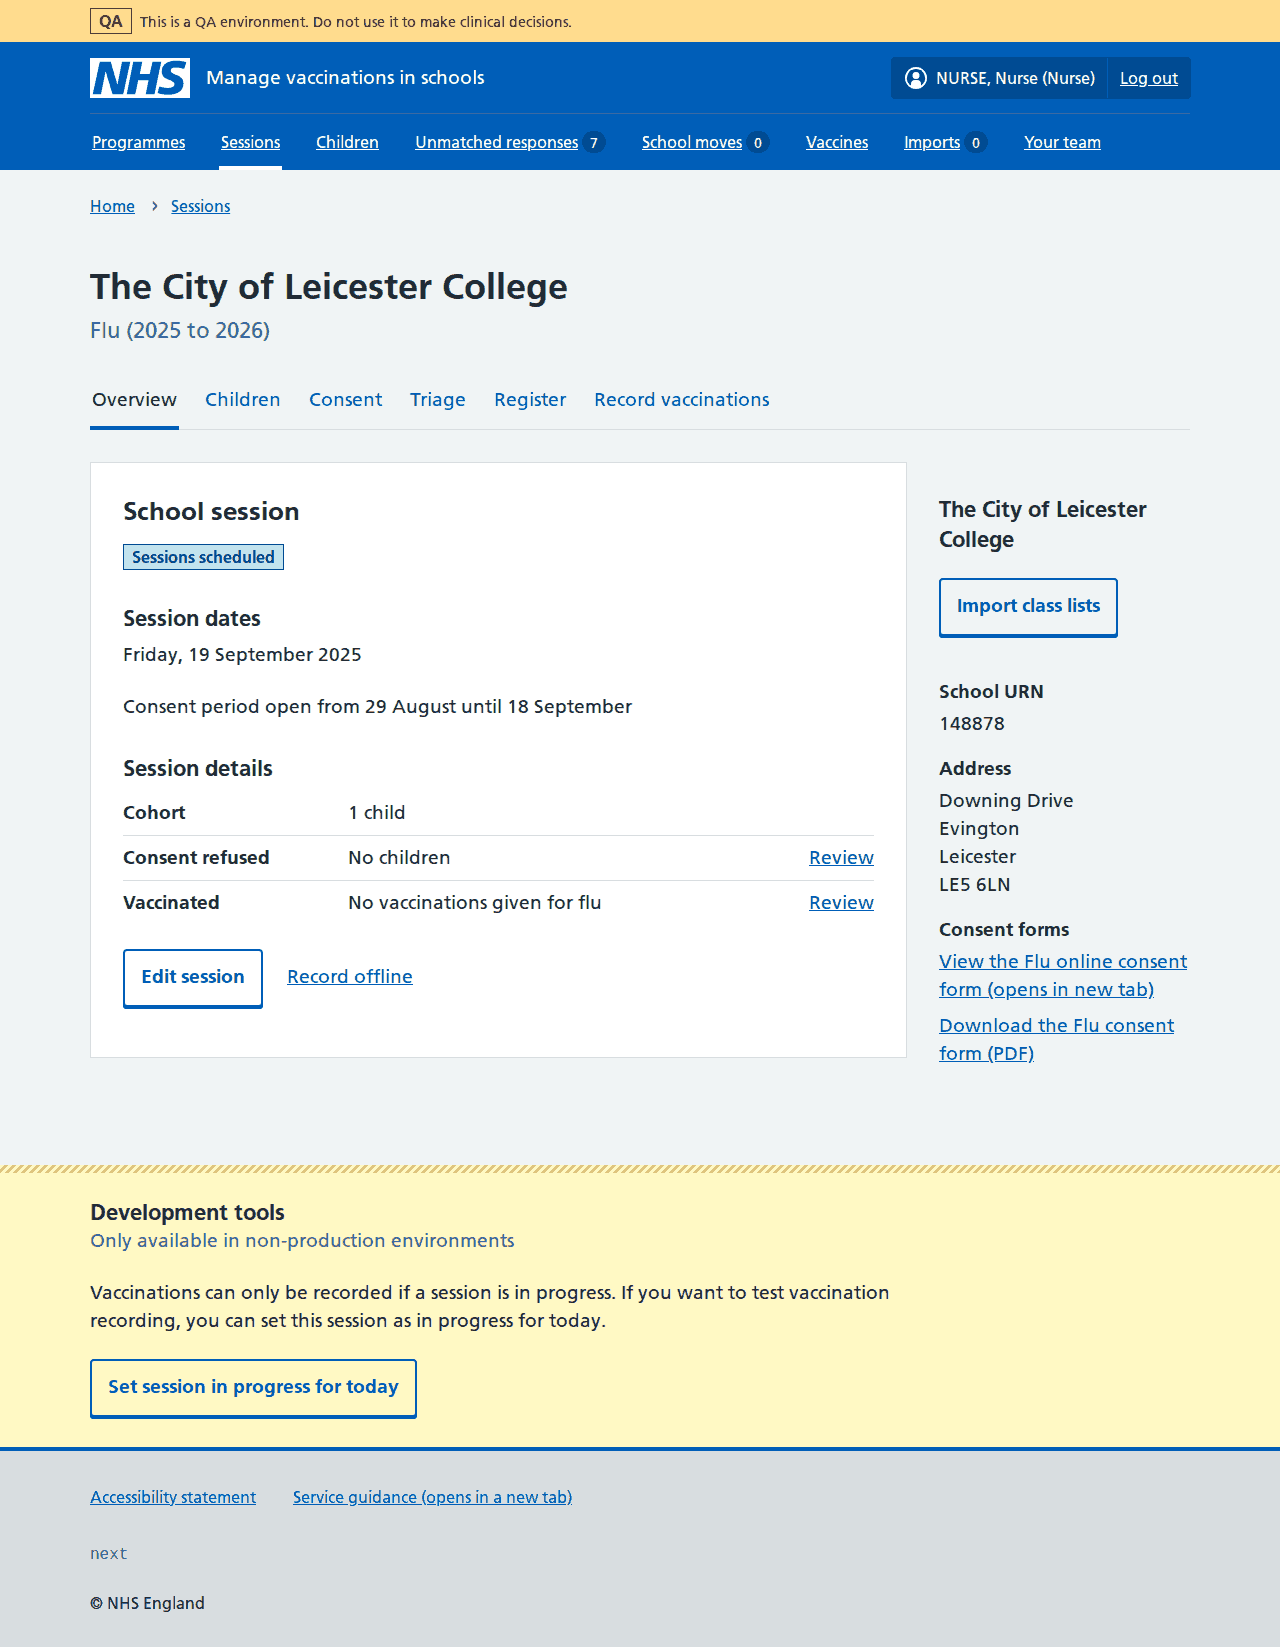 QA This is a QA environment. Do not use it to make clinical decisions.
NHS Manage vaccinations in schools NURSE, Nurse (Nurse) Log out
Programmes Sessions Children Unmatched responses 7 School moves 0 Vaccines Imports 0 Your team
Home › Sessions
The City of Leicester College
Flu (2025 to 2026)
Overview Children Consent Triage Register Record vaccinations
School session
Sessions scheduled
Session dates
Friday, 19 September 2025
Consent period open from 29 August until 18 September
Session details
Cohort 1 child
Consent refused No children Review
Vaccinated No vaccinations given for flu Review
Edit session Record offline
The City of Leicester
College
Import class lists
School URN
148878
Address
Downing Drive
Evington
Leicester
LE5 6LN
Consent forms
View the Flu online consent
form (opens in new tab)
Download the Flu consent
form (PDF)
Development tools
Only available in non-production environments
Vaccinations can only be recorded if a session is in progress. If you want to test vaccination
recording, you can set this session as in progress for today.
Set session in progress for today
Accessibility statement Service guidance (opens in a new tab)
next
© NHS England